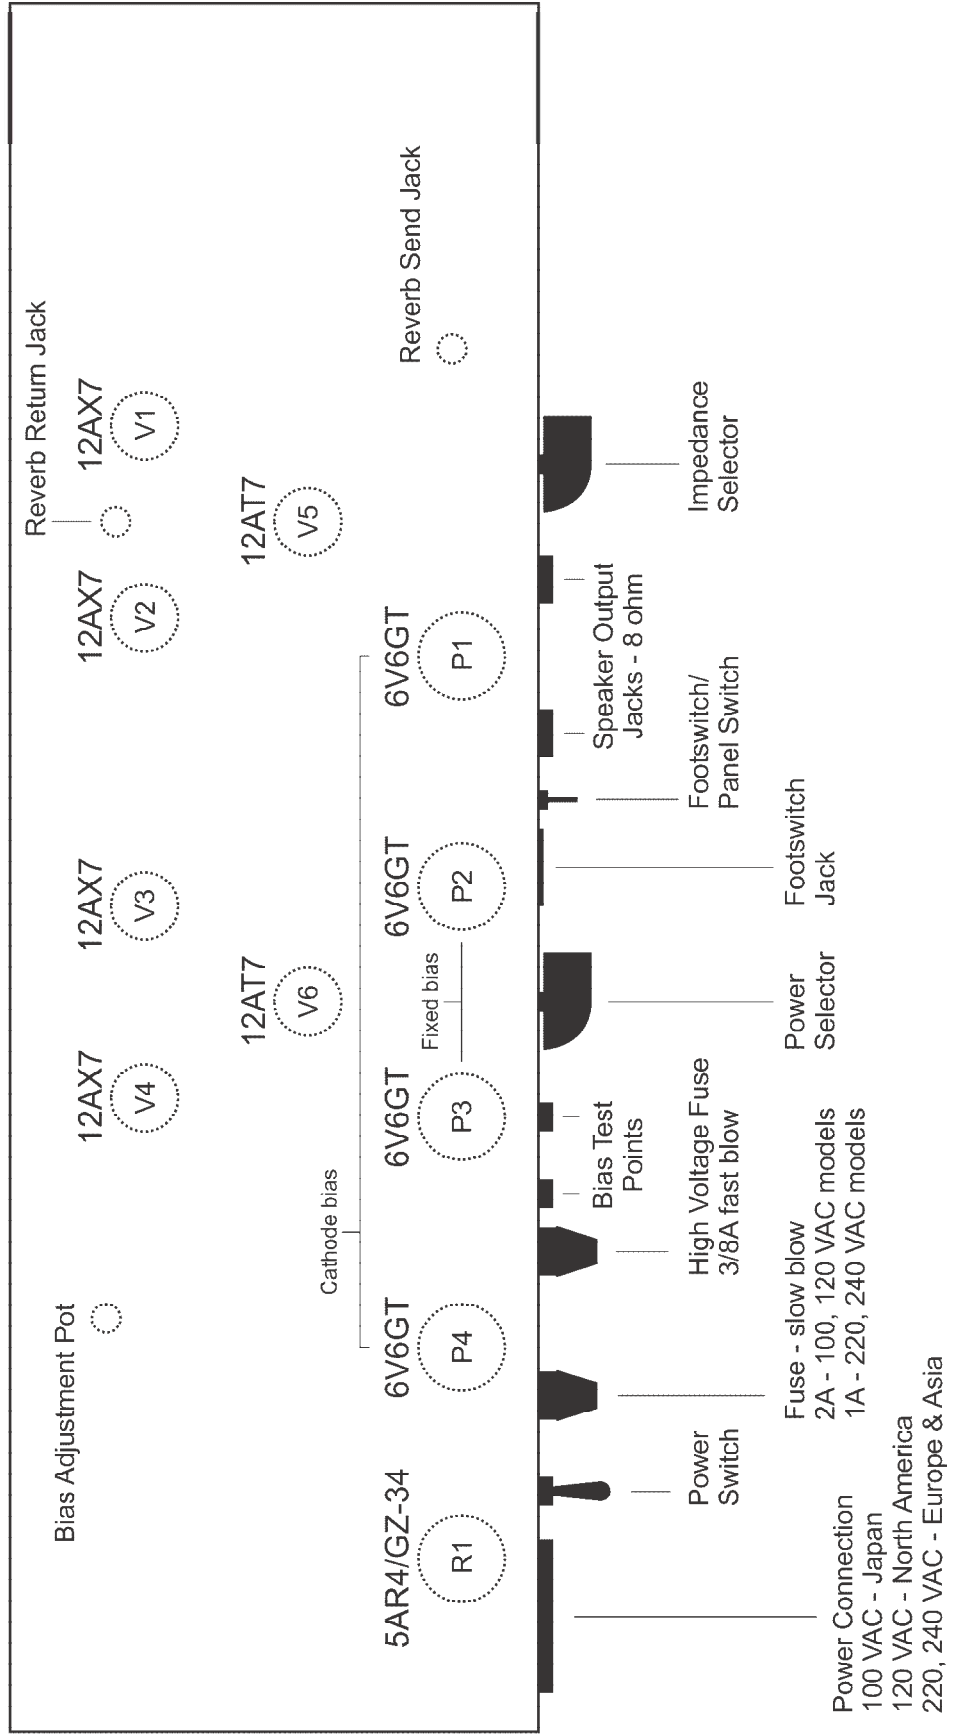 Bias Adjustment Pot
Reverb Return Jack
12AX7
V4
12AX7
V3
12AX7
V2
12AX7
V1
12AT7
V6
12AT7
V5
Cathode bias
Fixed bias
Reverb Send Jack
5AR4/GZ-34
R1
6V6GT
P4
6V6GT
P3
6V6GT
P2
6V6GT
P1
Power Connection
100 VAC - Japan
120 VAC - North America
220, 240 VAC - Europe & Asia
Power
Switch
Fuse - slow blow
2A - 100, 120 VAC models
1A - 220, 240 VAC models
High Voltage Fuse
3/8A fast blow
Bias Test
Points
Power
Selector
Footswitch
Jack
Footswitch/
Panel Switch
Speaker Output
Jacks - 8 ohm
Impedance
Selector